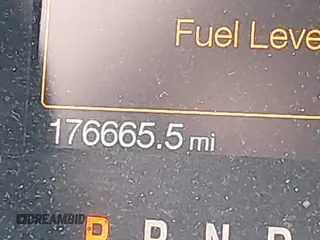 Fuel Leve
176665.5 mi
DREAMBID
P R N D